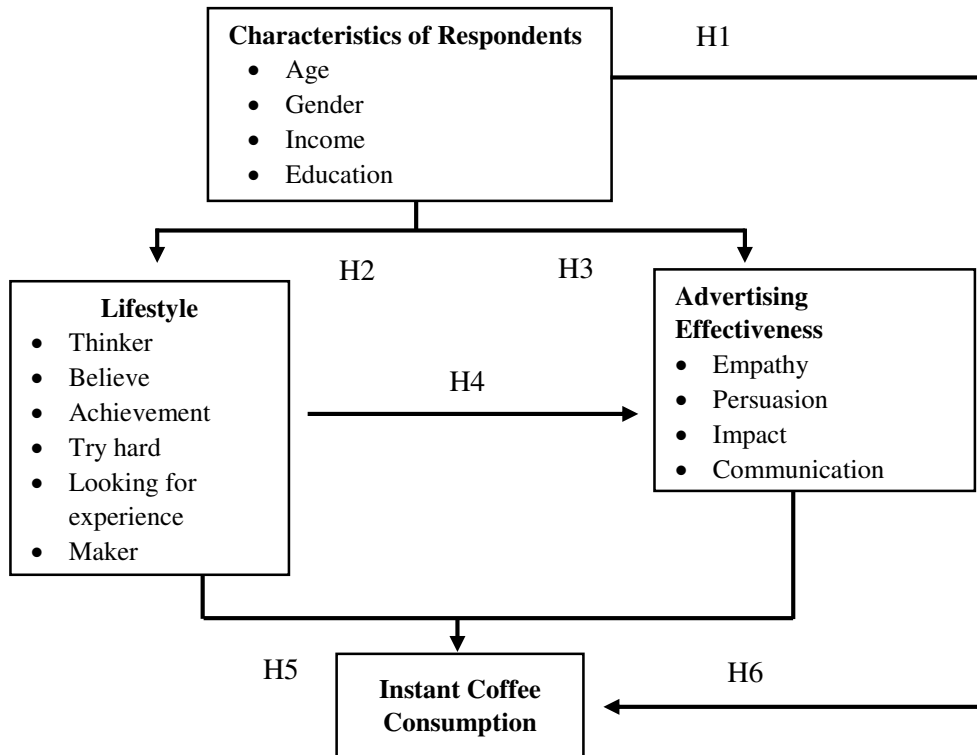 Characteristics of Respondents
• Age
• Gender
• Income
• Education
H1
H2
H3
Lifestyle
• Thinker
• Believe
• Achievement
• Try hard
• Looking for
experience
• Maker
H4
Advertising
Effectiveness
• Empathy
• Persuasion
• Impact
• Communication
H5
Instant Coffee
Consumption
H6